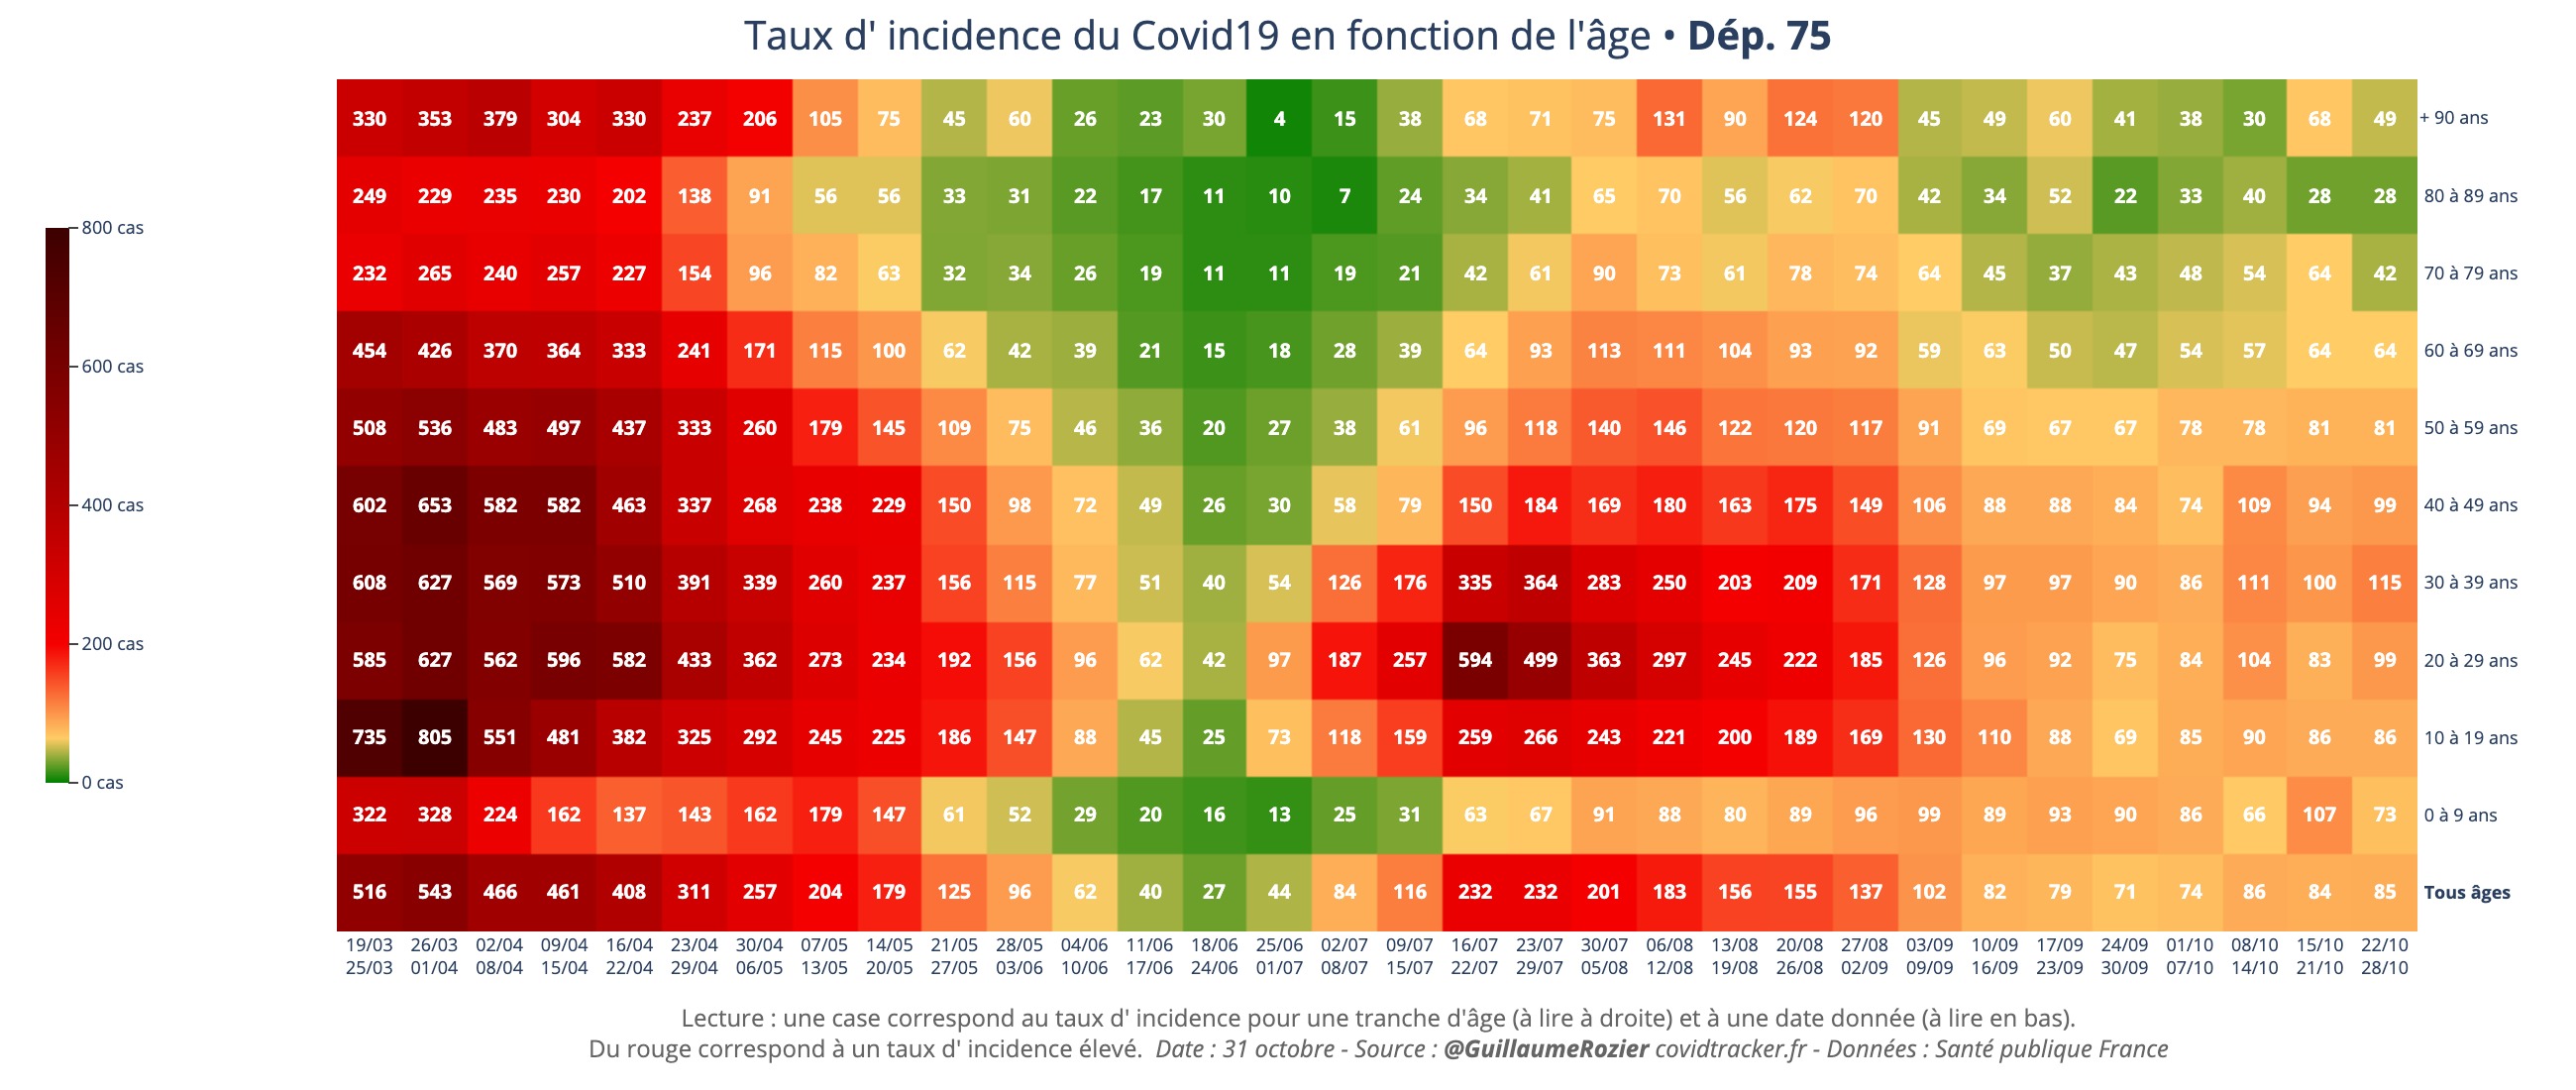 Taux d' incidence du Covid19 en fonction de l'âge • Dép. 75
800 cas
600 cas
400 cas
200 cas
0 cas
330 353 379 304 330 237 206 105 75 45 60 26 23 30 4 15 38 68 71 75 131 90 124 120 45 49 60 41 38 30 68 49 + 90 ans
249 229 235 230 202 138 91 56 56 33 31 22 17 11 10 7 24 34 41 65 70 56 62 70 42 34 52 22 33 40 28 28 80 à 89 ans
232 265 240 257 227 154 96 82 63 32 34 26 19 11 11 19 21 42 61 90 73 61 78 74 64 45 37 43 48 54 64 42 70 à 79 ans
454 426 370 364 333 241 171 115 100 62 42 39 21 15 18 28 39 64 93 113 111 104 93 92 59 63 50 47 54 57 64 64 60 à 69 ans
508 536 483 497 437 333 260 179 145 109 75 46 36 20 27 38 61 96 118 140 146 122 120 117 91 69 67 67 78 78 81 81 50 à 59 ans
602 653 582 582 463 337 268 238 229 150 98 72 49 26 30 58 79 150 184 169 180 163 175 149 106 88 88 84 74 109 94 99 40 à 49 ans
608 627 569 573 510 391 339 260 237 156 115 77 51 40 54 126 176 335 364 283 250 203 209 171 128 97 97 90 86 111 100 115 30 à 39 ans
585 627 562 596 582 433 362 273 234 192 156 96 62 42 97 187 257 594 499 363 297 245 222 185 126 96 92 75 84 104 83 99 20 à 29 ans
735 805 551 481 382 325 292 245 225 186 147 88 45 25 73 118 159 259 266 243 221 200 189 169 130 110 88 69 85 90 86 86 10 à 19 ans
322 328 224 162 137 143 162 179 147 61 52 29 20 16 13 25 31 63 67 91 88 80 89 96 99 89 93 90 86 66 107 73 0 à 9 ans
516 543 466 461 408 311 257 204 179 125 96 62 40 27 44 84 116 232 232 201 183 156 155 137 102 82 79 71 74 86 84 85 Tous âges
19/03 26/03 02/04 09/04 16/04 23/04 30/04 07/05 14/05 21/05 28/05 04/06 11/06 18/06 25/06 02/07 09/07 16/07 23/07 30/07 06/08 13/08 20/08 27/08 03/09 10/09 17/09 24/09 01/10 08/10 15/10 22/10
25/03 01/04 08/04 15/04 22/04 29/04 06/05 13/05 20/05 27/05 03/06 10/06 17/06 24/06 01/07 08/07 15/07 22/07 29/07 05/08 12/08 19/08 26/08 02/09 09/09 16/09 23/09 30/09 07/10 14/10 21/10 28/10
Lecture : une case correspond au taux d' incidence pour une tranche d'âge (à lire à droite) et à une date donnée (à lire en bas).
Du rouge correspond à un taux d' incidence élevé. Date : 31 octobre - Source : @GuillaumeRozier covidtracker.fr - Données : Santé publique France